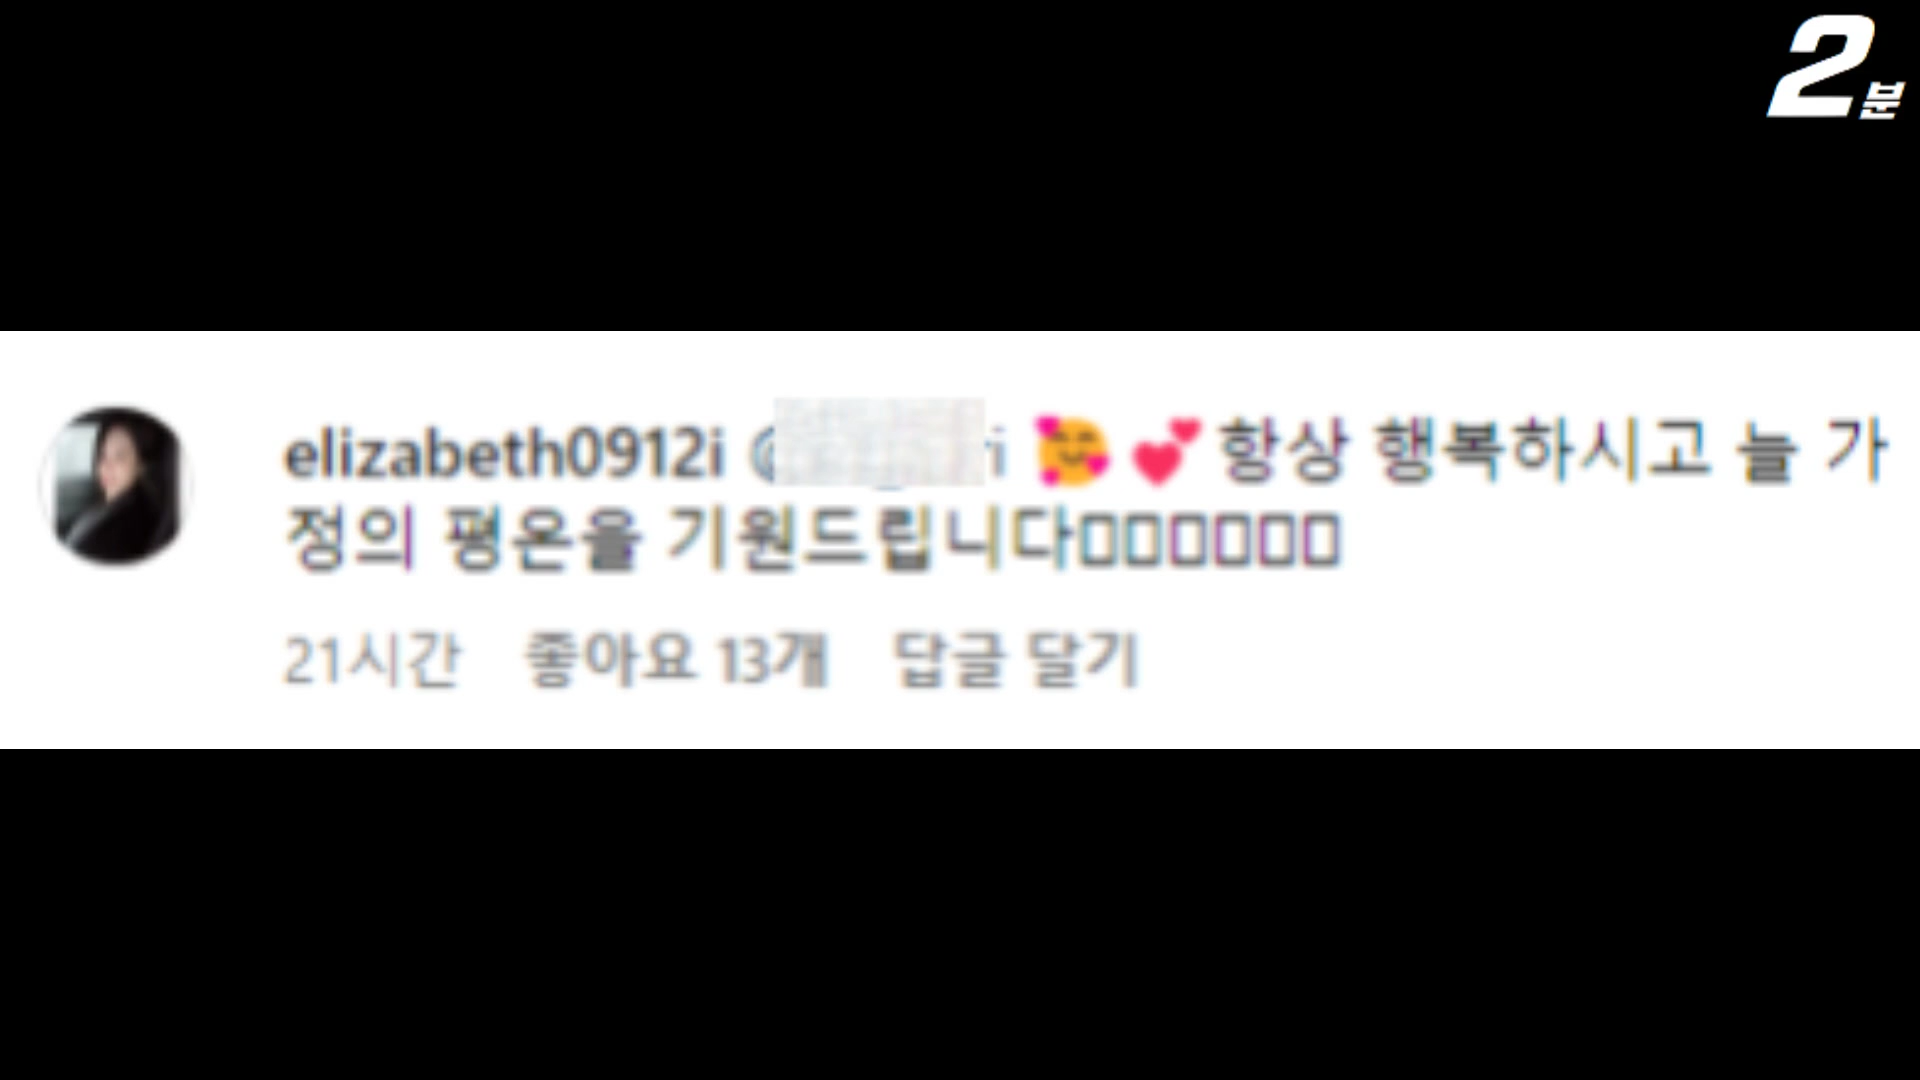 2분
elizabeth0912i @ i 🥰 💕 항상 행복하시고 늘 가
정의 평온을 기원드립니다▯▯▯▯▯▯
21시간 좋아요 13개 답글 달기